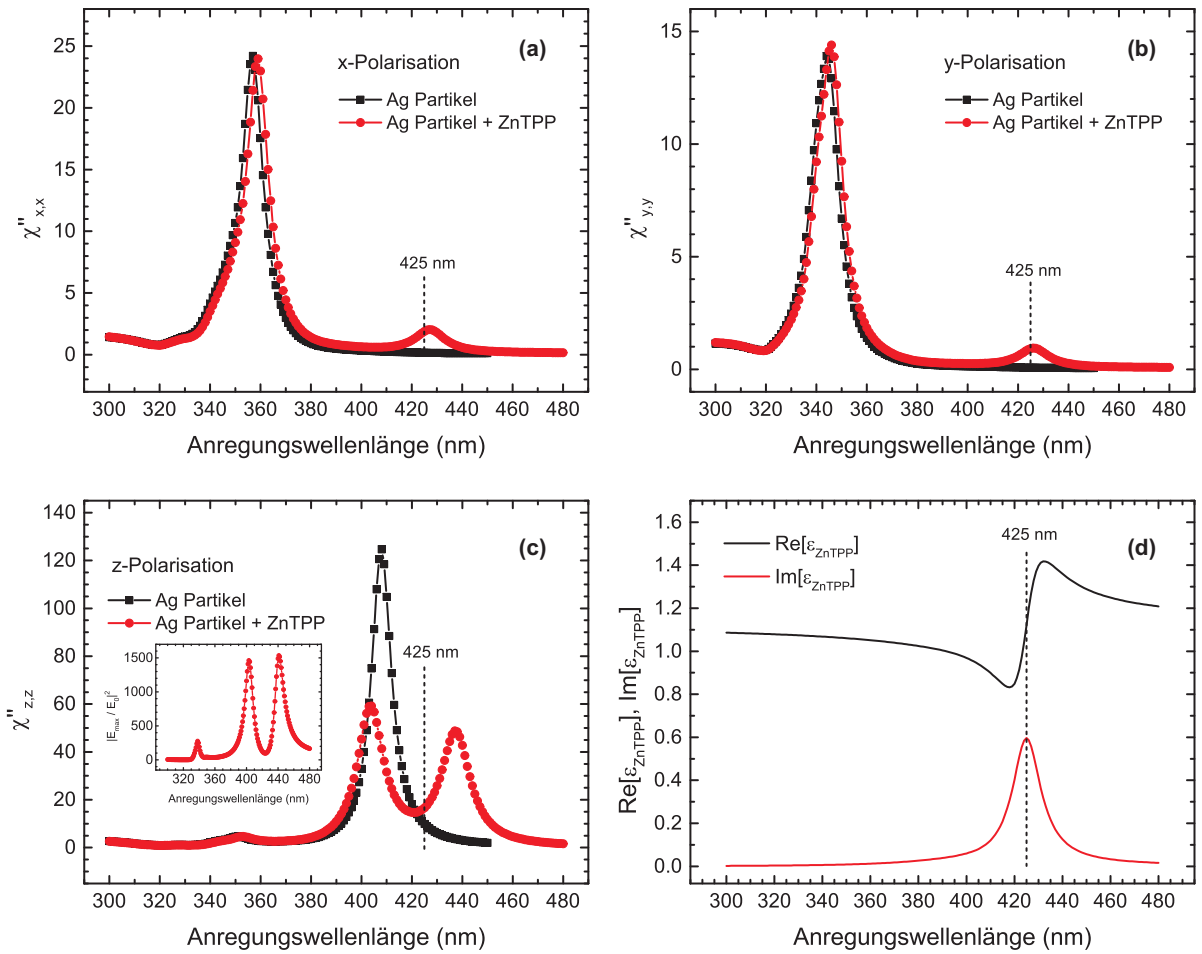 (a)
x-Polarisation
Ag Partikel
Ag Partikel + ZnTPP
425 nm
χ''x,x
25
20
15
10
5
0
300 320 340 360 380 400 420 440 460 480
Anregungswellenlänge (nm)
(b)
y-Polarisation
Ag Partikel
Ag Partikel + ZnTPP
425 nm
χ''y,y
15
10
5
0
300 320 340 360 380 400 420 440 460 480
Anregungswellenlänge (nm)
(c)
z-Polarisation
Ag Partikel
Ag Partikel + ZnTPP
425 nm
χ''z,z
140
120
100
80
60
40
20
0
|Emax / E0|²
1500
1000
500
0
300 320 360 400 440 480
Anregungswellenlänge (nm)
300 320 340 360 380 400 420 440 460 480
Anregungswellenlänge (nm)
(d)
425 nm
Re[εZnTPP]
Im[εZnTPP]
Re[εZnTPP], Im[εZnTPP]
1.6
1.4
1.2
1.0
0.8
0.6
0.4
0.2
0.0
300 320 340 360 380 400 420 440 460 480
Anregungswellenlänge (nm)